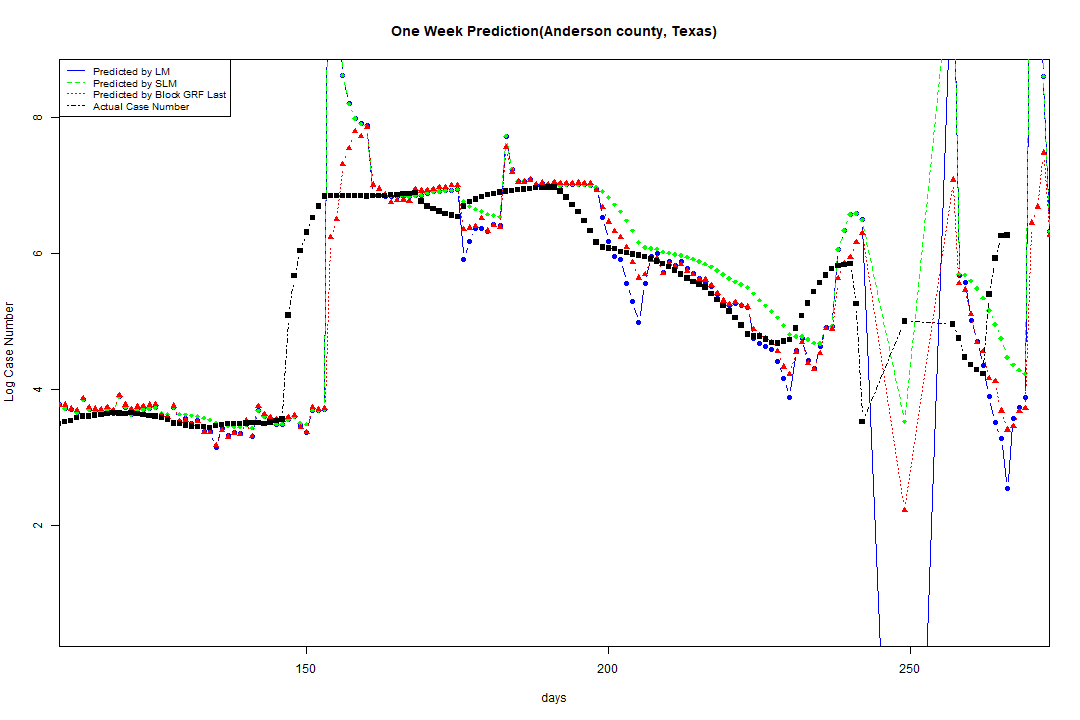 One Week Prediction(Anderson county, Texas)
Predicted by LM
Predicted by SLM
Predicted by Block GRF Last
Actual Case Number
8
6
4
2
Log Case Number
150
200
250
days